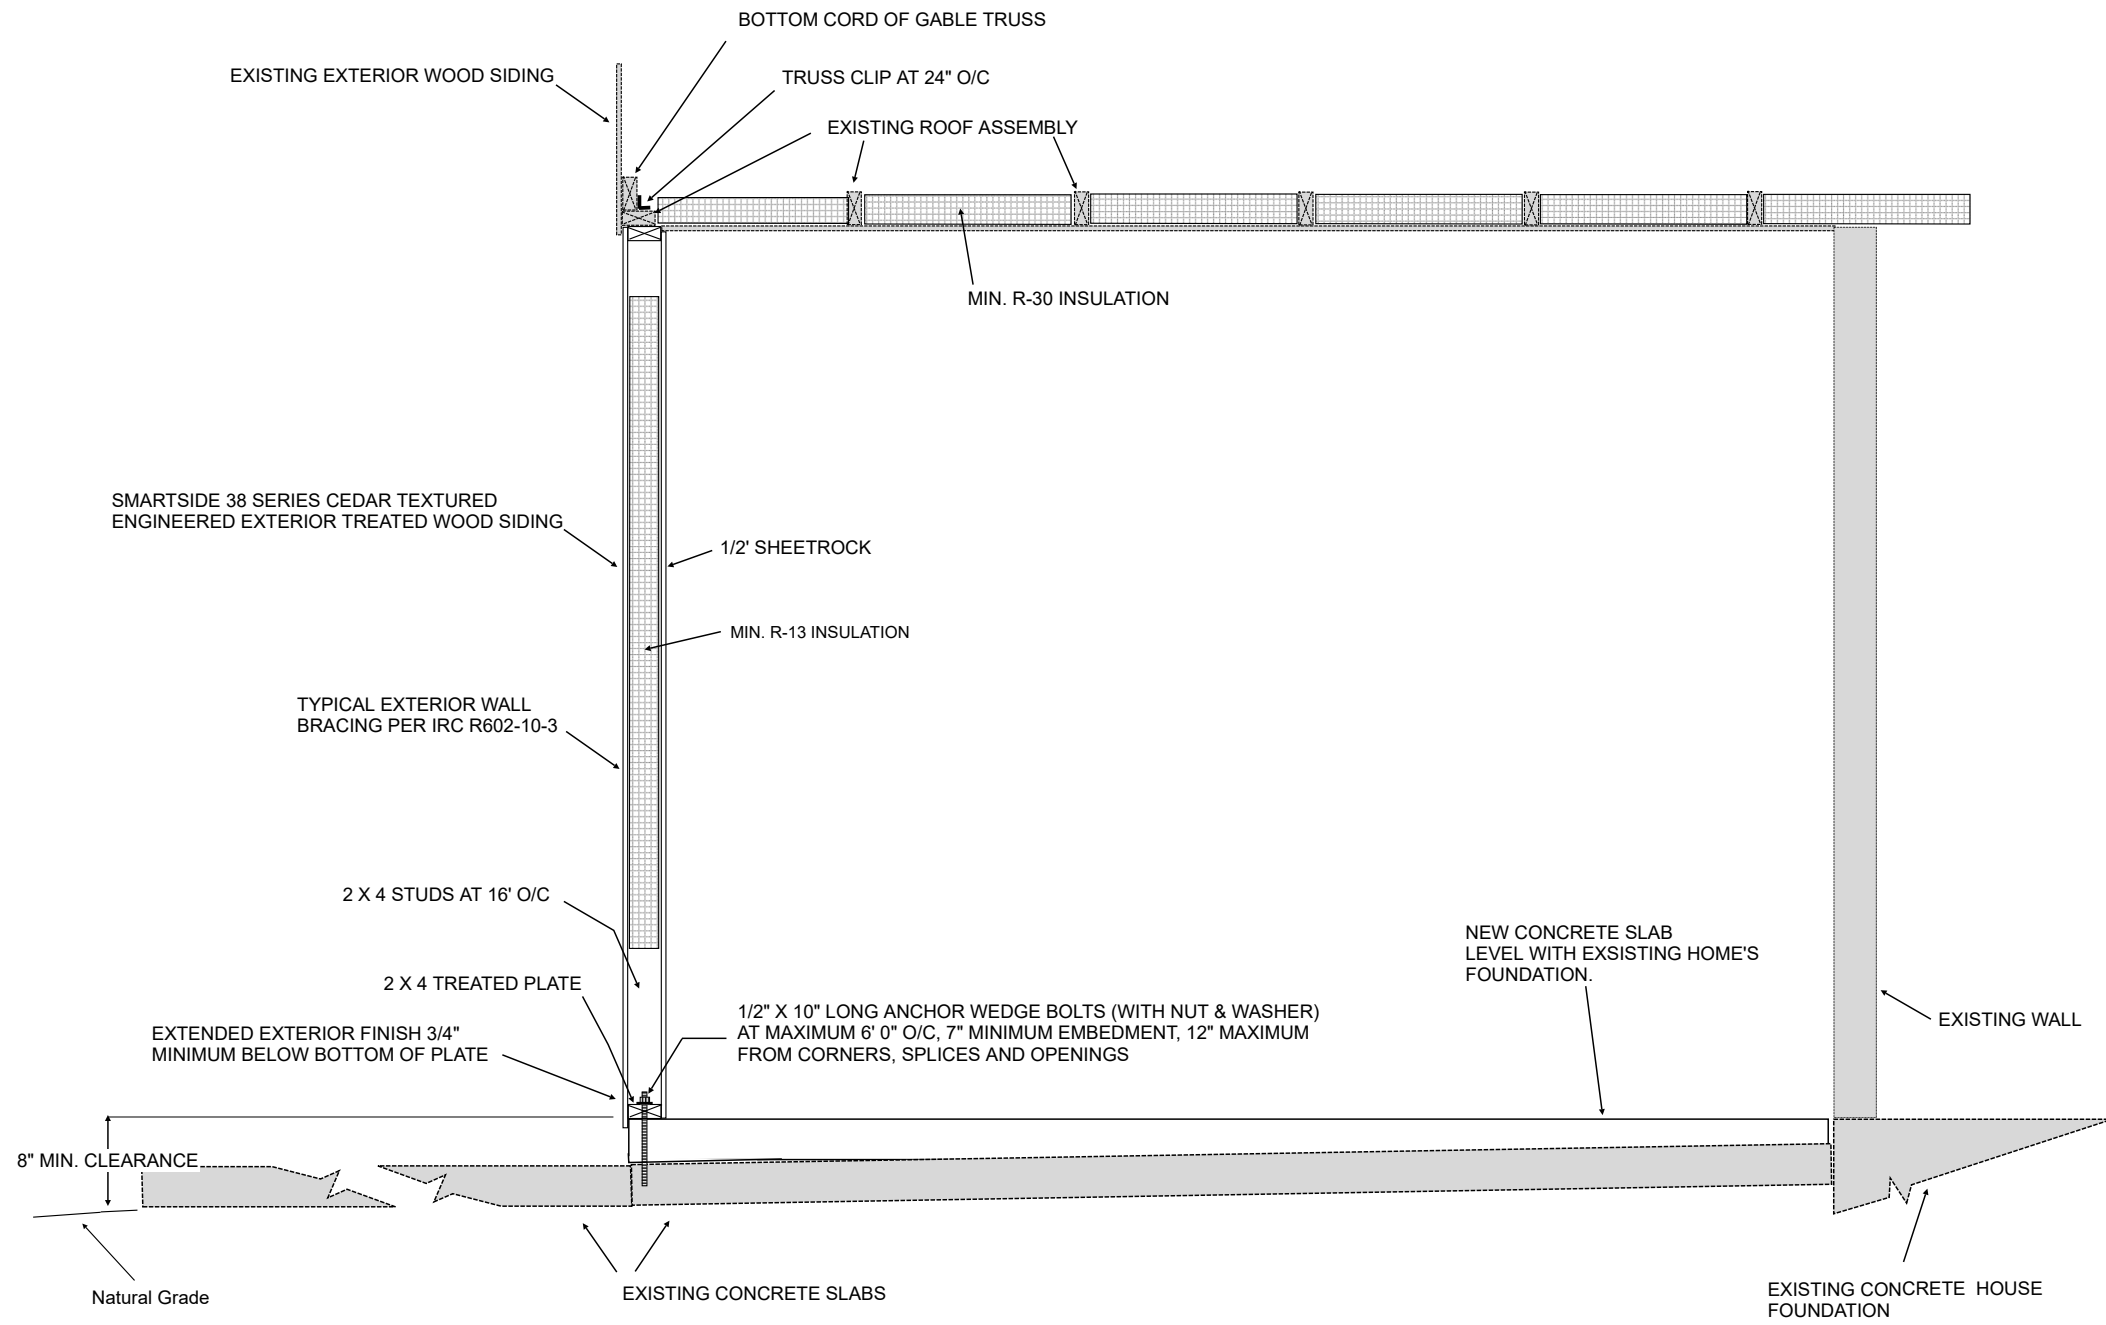 BOTTOM CORD OF GABLE TRUSS
EXISTING EXTERIOR WOOD SIDING
TRUSS CLIP AT 24" O/C
EXISTING ROOF ASSEMBLY
MIN. R-30 INSULATION
SMARTSIDE 38 SERIES CEDAR TEXTURED
ENGINEERED EXTERIOR TREATED WOOD SIDING
1/2' SHEETROCK
MIN. R-13 INSULATION
TYPICAL EXTERIOR WALL
BRACING PER IRC R602-10-3
2 X 4 STUDS AT 16' O/C
NEW CONCRETE SLAB
LEVEL WITH EXSISTING HOME'S
FOUNDATION.
2 X 4 TREATED PLATE
1/2" X 10" LONG ANCHOR WEDGE BOLTS (WITH NUT & WASHER)
AT MAXIMUM 6' 0" O/C, 7" MINIMUM EMBEDMENT, 12" MAXIMUM
FROM CORNERS, SPLICES AND OPENINGS
EXISTING WALL
EXTENDED EXTERIOR FINISH 3/4"
MINIMUM BELOW BOTTOM OF PLATE
8" MIN. CLEARANCE
Natural Grade
EXISTING CONCRETE SLABS
EXISTING CONCRETE HOUSE
FOUNDATION